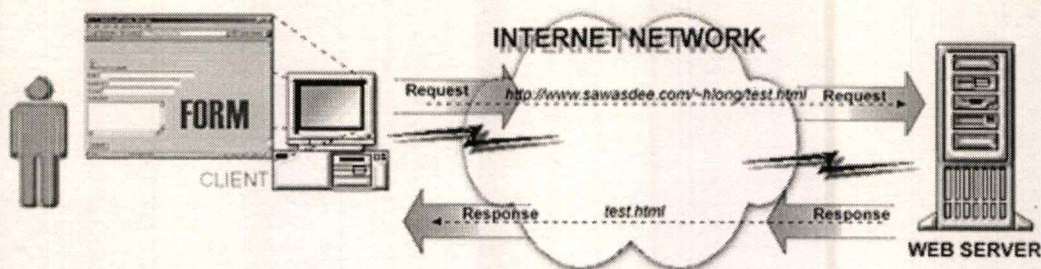 INTERNET NETWORK
Request
http://www.sawasdee.com/~hlong/test.html
Request
FORM
CLIENT
Response
test.html
Response
WEB SERVER